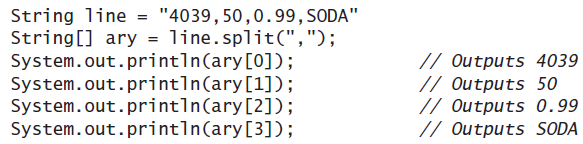 String line = "4039,50,0.99,SODA"
String[] ary = line.split(",");
System.out.println(ary[0]); // Outputs 4039
System.out.println(ary[1]); // Outputs 50
System.out.println(ary[2]); // Outputs 0.99
System.out.println(ary[3]); // Outputs SODA